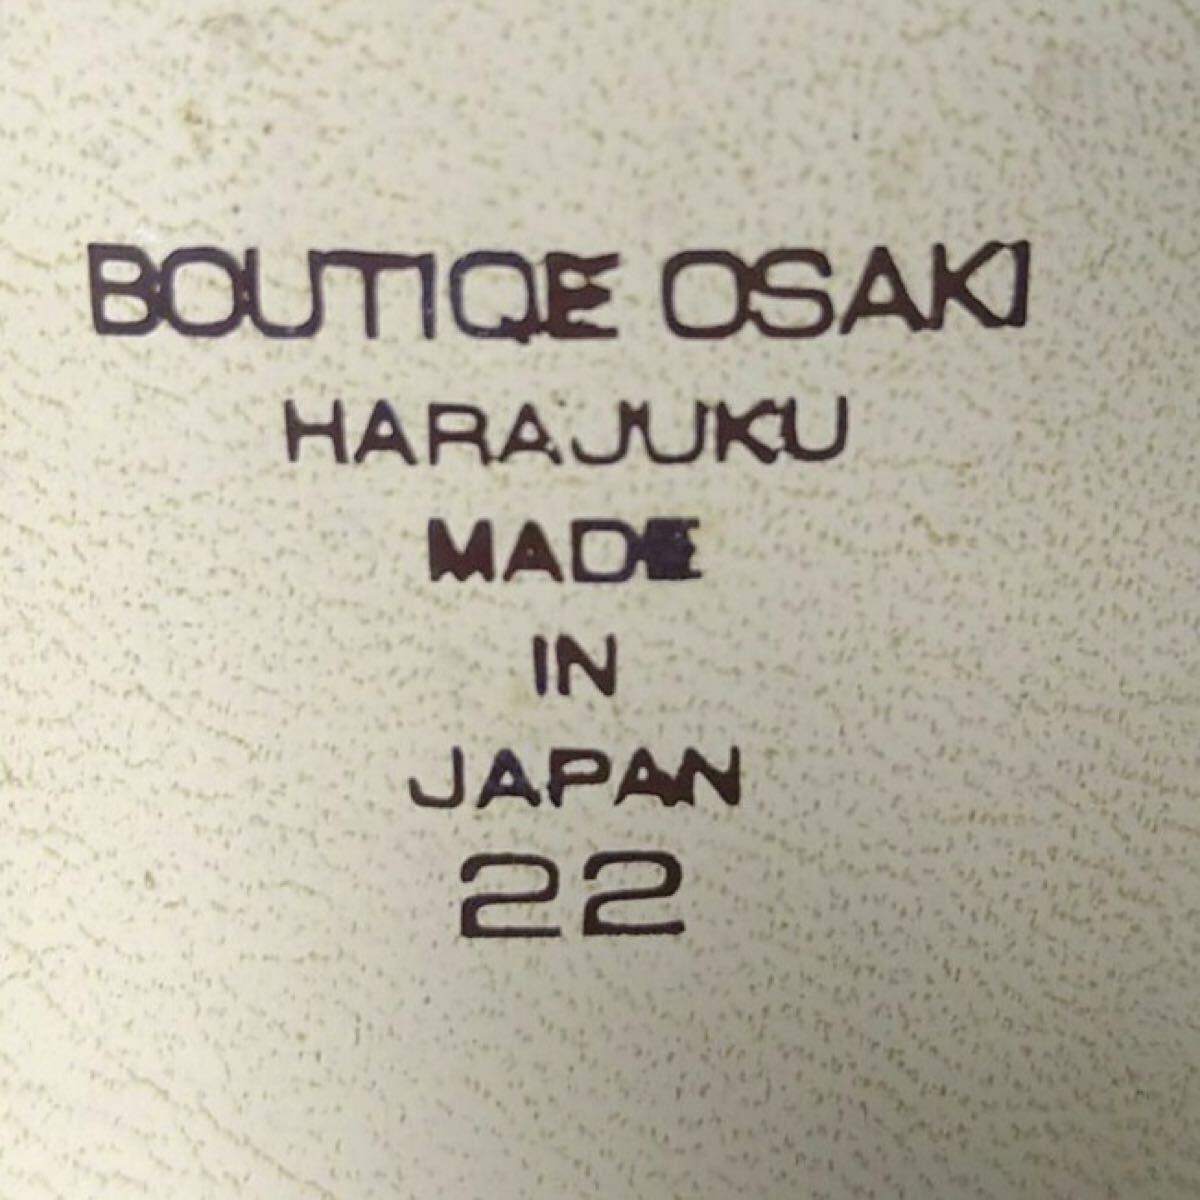 BOUTIQE OSAKI
HARAJUKU
MADE
IN
JAPAN
22